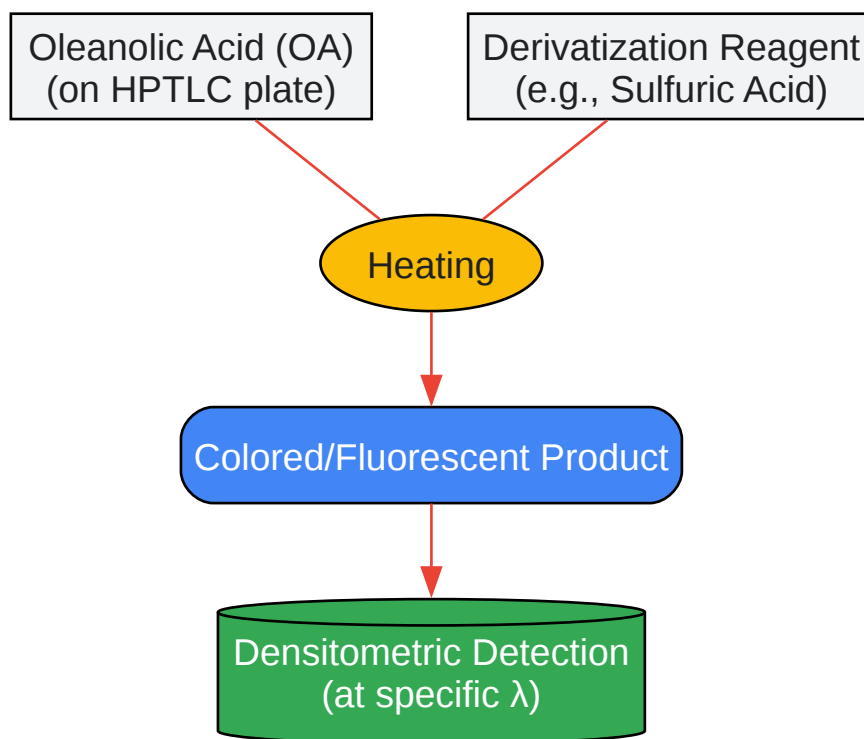 Oleanolic Acid (OA)
(on HPTLC plate)
Derivatization Reagent
(e.g., Sulfuric Acid)
Heating
Colored/Fluorescent Product
Densitometric Detection
(at specific λ)